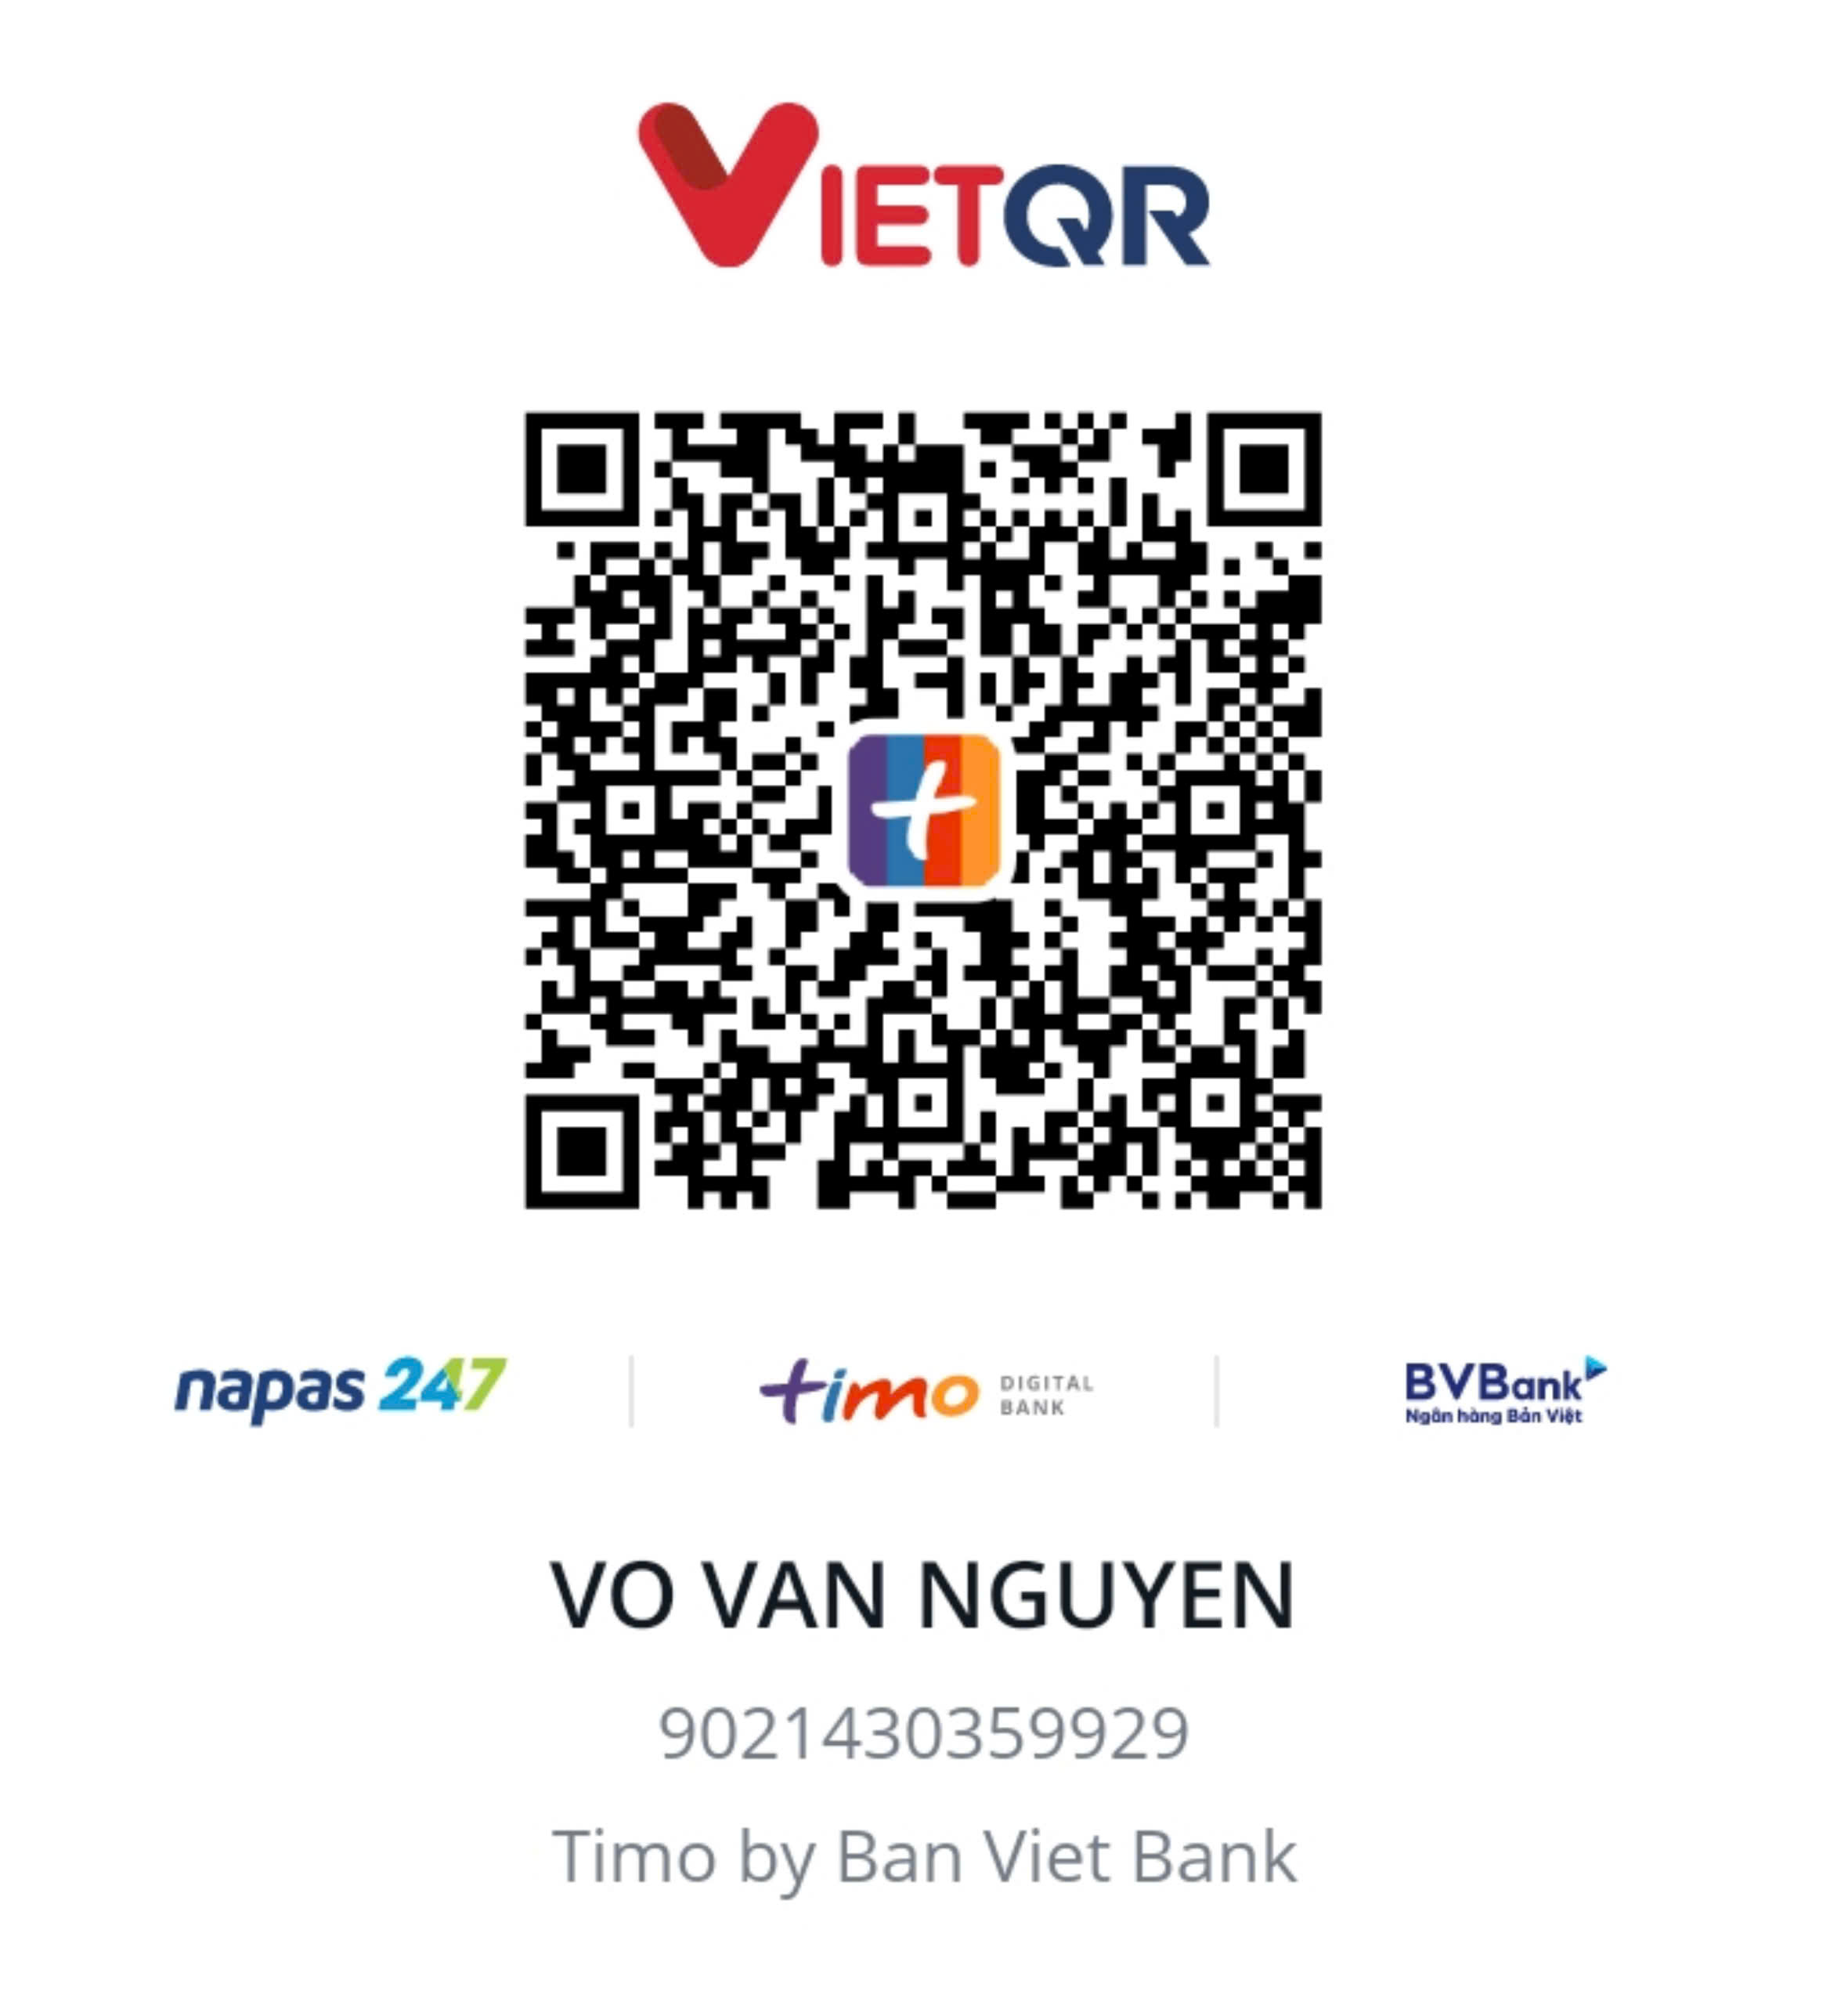 VIETQR
napas 247
timo DIGITAL BANK
BVBank
Ngân hàng Bản Việt
VO VAN NGUYEN
9021430359929
Timo by Ban Viet Bank